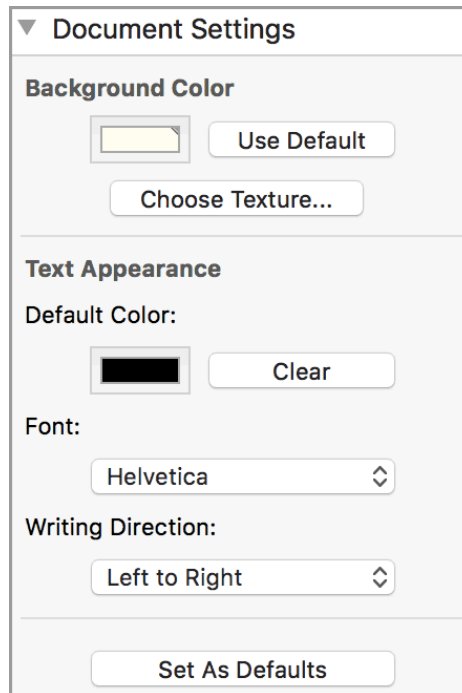 Document Settings
Background Color
Use Default
Choose Texture...
Text Appearance
Default Color:
Clear
Font:
Helvetica
Writing Direction:
Left to Right
Set As Defaults